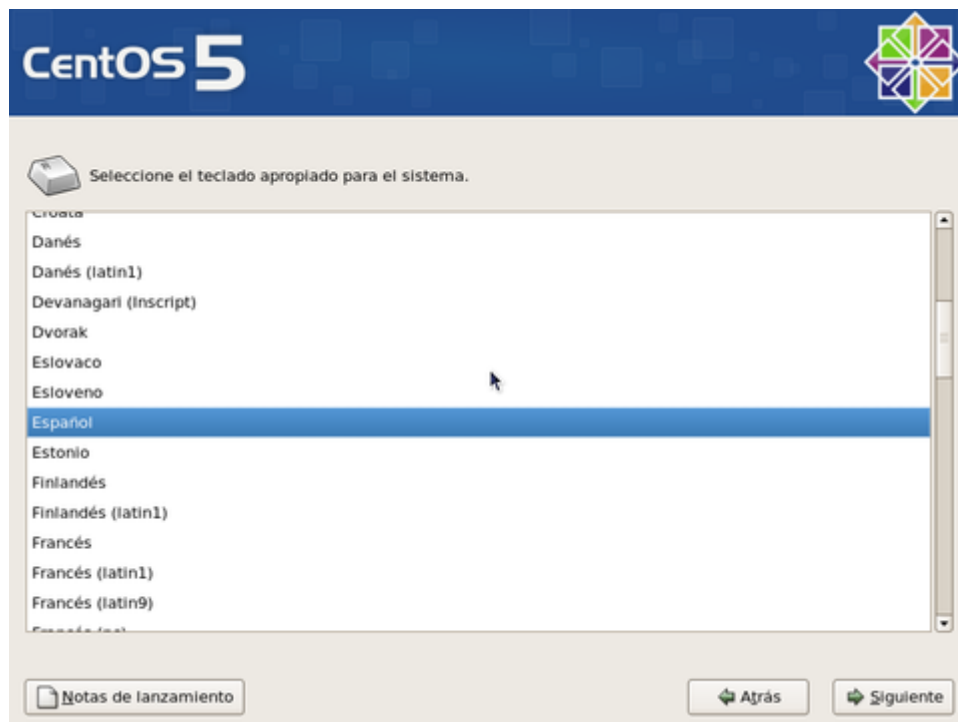 CentOS 5
Seleccione el teclado apropiado para el sistema.
Croata
Danés
Danés (latin1)
Devanagari (Inscript)
Dvorak
Eslovaco
Esloveno
Español
Estonio
Finlandés
Finlandés (latin1)
Francés
Francés (latin1)
Francés (latin9)
Notas de lanzamiento
Atrás
Siguiente